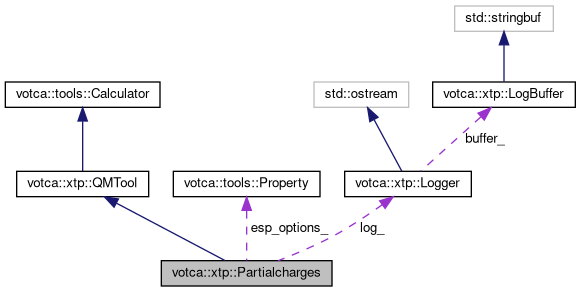 std::stringbuf
votca::tools::Calculator
std::ostream
votca::xtp::LogBuffer
buffer_
votca::xtp::QMTool
votca::tools::Property
votca::xtp::Logger
esp_options_
log_
votca::xtp::Partialcharges